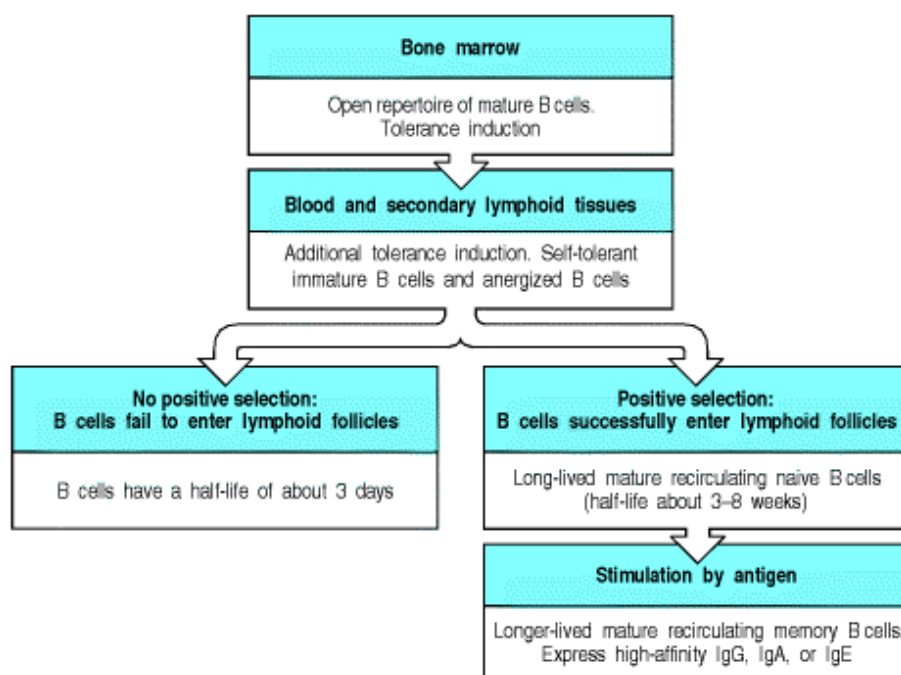 Bone marrow
Open repertoire of mature B cells.
Tolerance induction
Blood and secondary lymphoid tissues
Additional tolerance induction. Self-tolerant
immature B cells and anergized B cells
No positive selection:
B cells fail to enter lymphoid follicles
B cells have a half-life of about 3 days
Positive selection:
B cells successfully enter lymphoid follicles
Long-lived mature recirculating naive B cells
(half-life about 3–8 weeks)
Stimulation by antigen
Longer-lived mature recirculating memory B cells
Express high-affinity IgG, IgA, or IgE